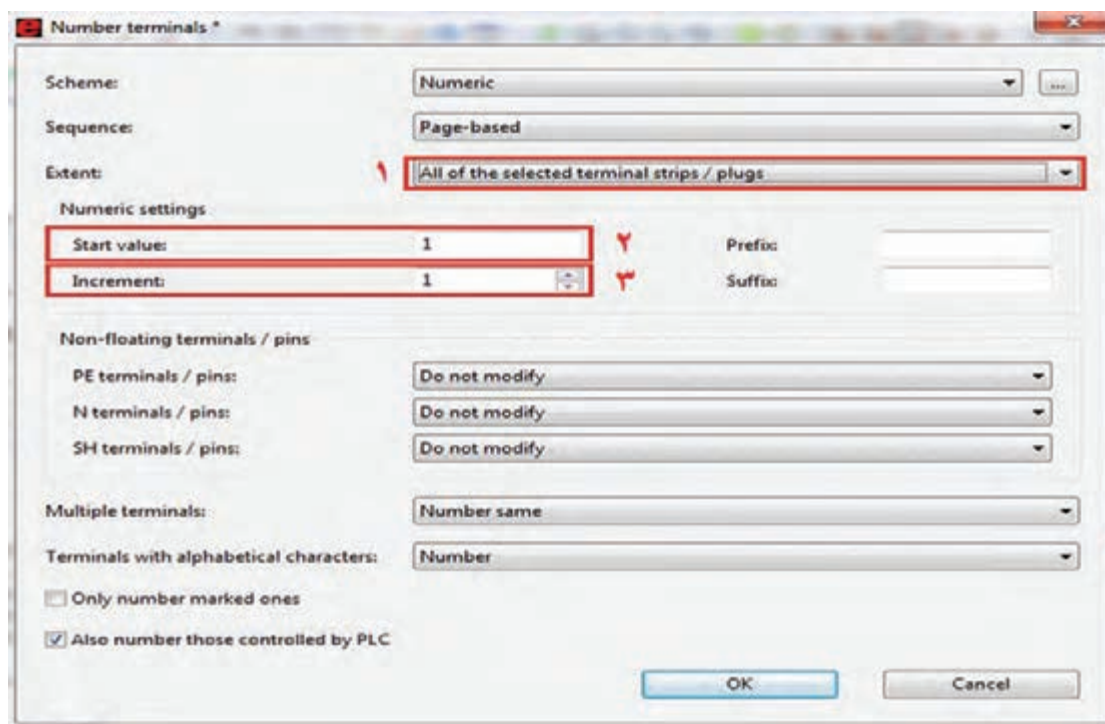 e Number terminals *
Scheme: Numeric ...
Sequence: Page-based
Extent: ۱ All of the selected terminal strips / plugs
Numeric settings
Start value: 1 ۲ Prefix:
Increment: 1 ۳ Suffix:
Non-floating terminals / pins
PE terminals / pins: Do not modify
N terminals / pins: Do not modify
SH terminals / pins: Do not modify
Multiple terminals: Number same
Terminals with alphabetical characters: Number
Only number marked ones
Also number those controlled by PLC
OK Cancel